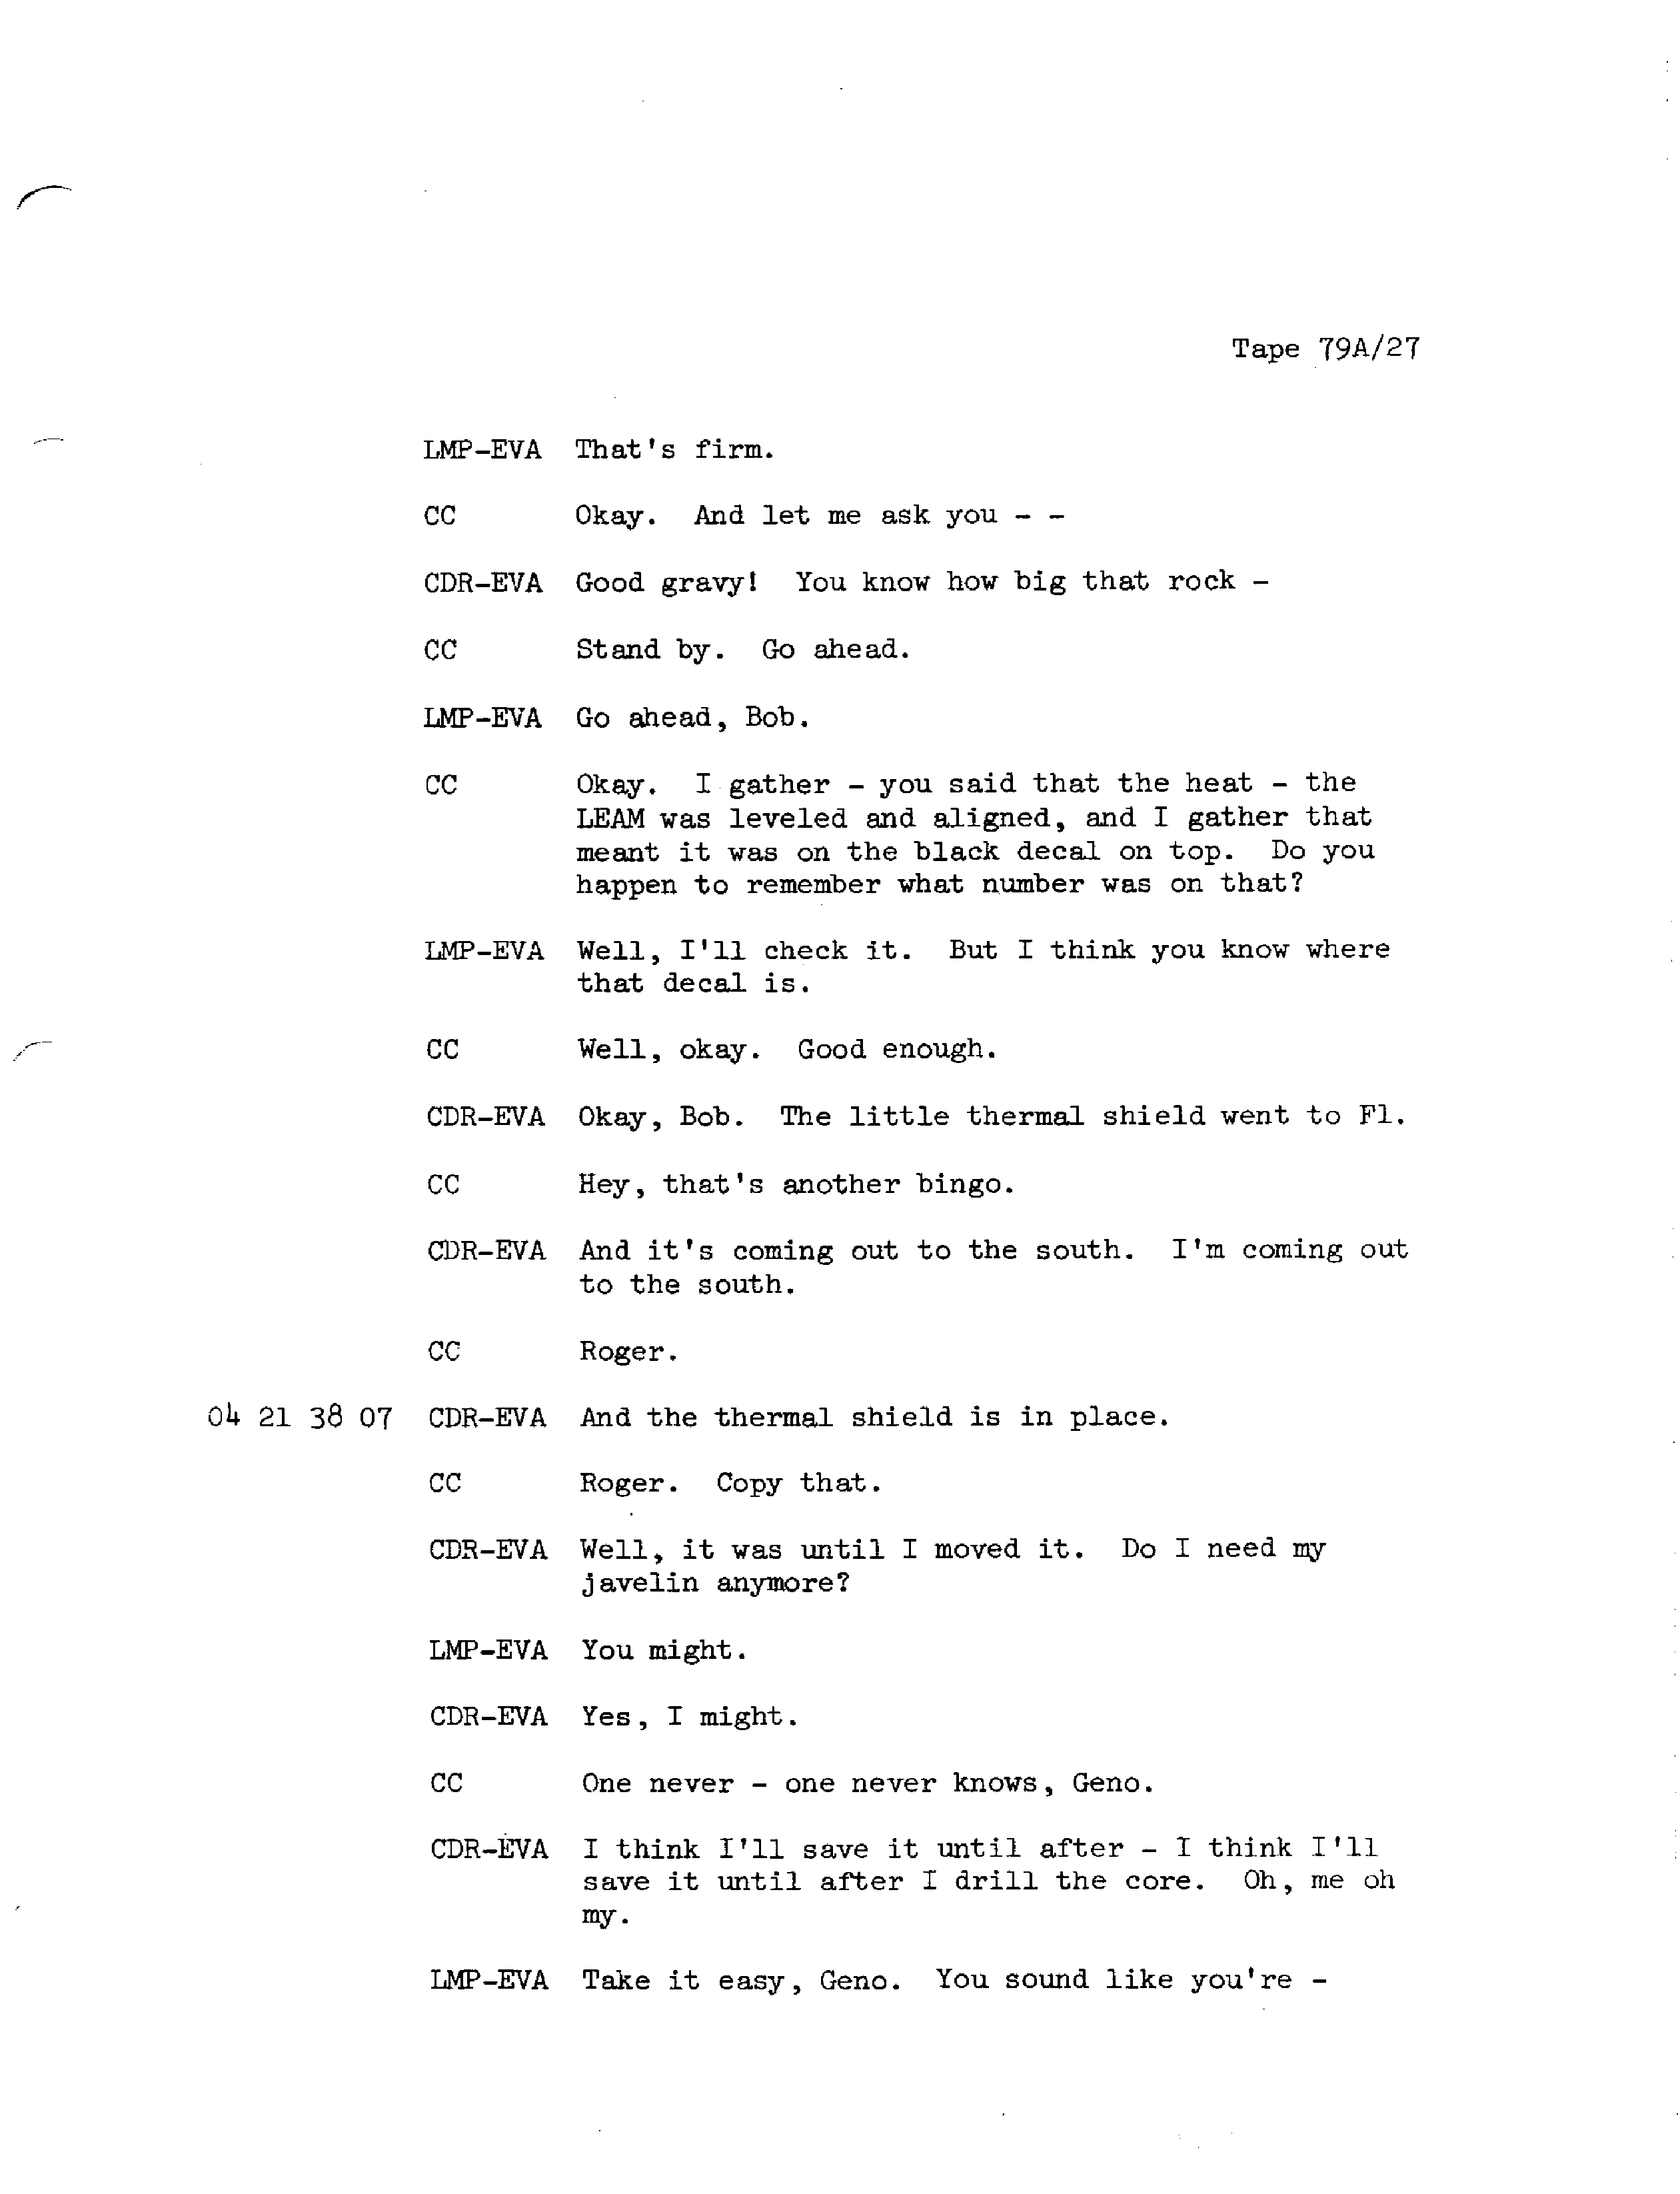 Tape 79A/27
LMP-EVA That's firm.
CC Okay. And let me ask you - -
CDR-EVA Good gravy! You know how big that rock -
CC Stand by. Go ahead.
LMP-EVA Go ahead, Bob.
CC Okay. I gather - you said that the heat - the
LEAM was leveled and aligned, and I gather that
meant it was on the black decal on top. Do you
happen to remember what number was on that?
LMP-EVA Well, I'll check it. But I think you know where
that decal is.
CC Well, okay. Good enough.
CDR-EVA Okay, Bob. The little thermal shield went to Fl.
CC Hey, that's another bingo.
CDR-EVA And it's coming out to the south. I'm coming out
to the south.
CC Roger.
04 21 38 07 CDR-EVA And the thermal shield is in place.
CC Roger. Copy that.
CDR-EVA Well, it was until I moved it. Do I need my
javelin anymore?
LMP-EVA You might.
CDR-EVA Yes, I might.
CC One never - one never knows, Geno.
CDR-EVA I think I'll save it until after - I think I'll
save it until after I drill the core. Oh, me oh
my.
LMP-EVA Take it easy, Geno. You sound like you're -